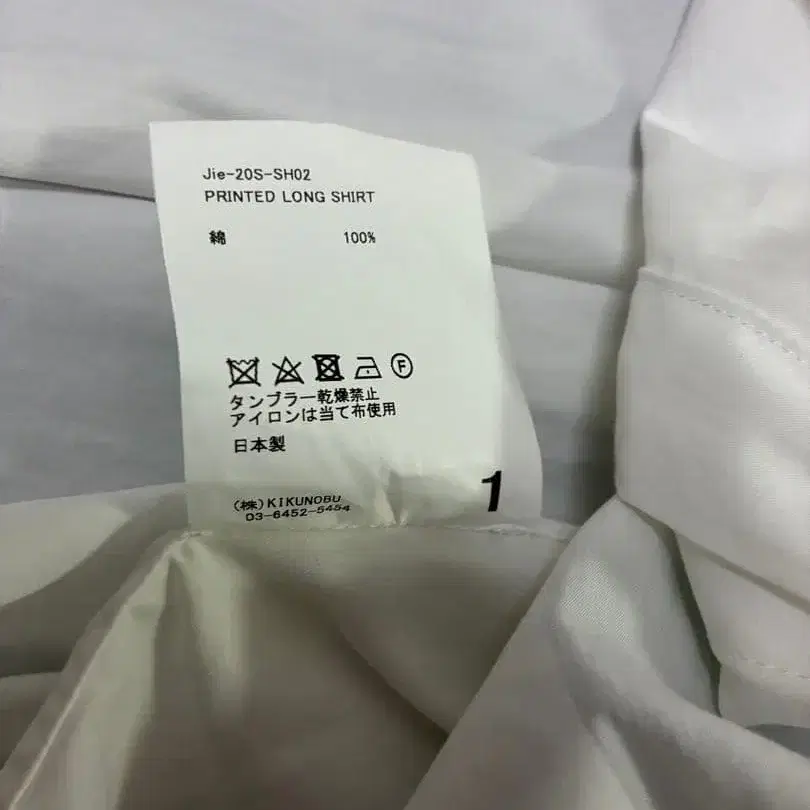 Jie-20S-SH02
PRINTED LONG SHIRT
綿 100%
F
タンブラー乾燥禁止
アイロンは当て布使用
日本製
1
(株)KIKUNOBU
03-6452-5454